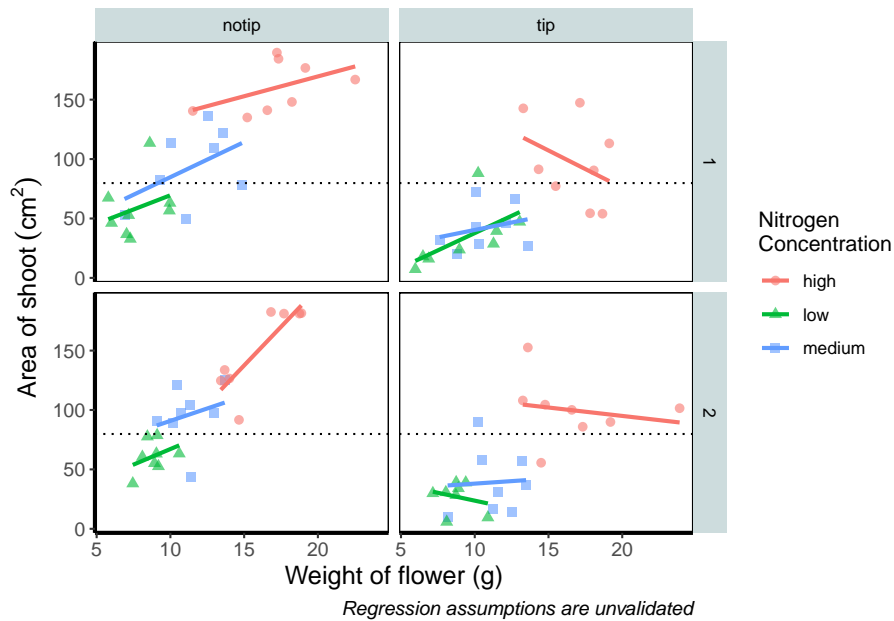 notip
tip
150
100
50
0
1
150
100
50
0
2
5
10
15
20
5
10
15
20
Area of shoot (cm²)
Weight of flower (g)
Regression assumptions are unvalidated
Nitrogen
Concentration
high
low
medium